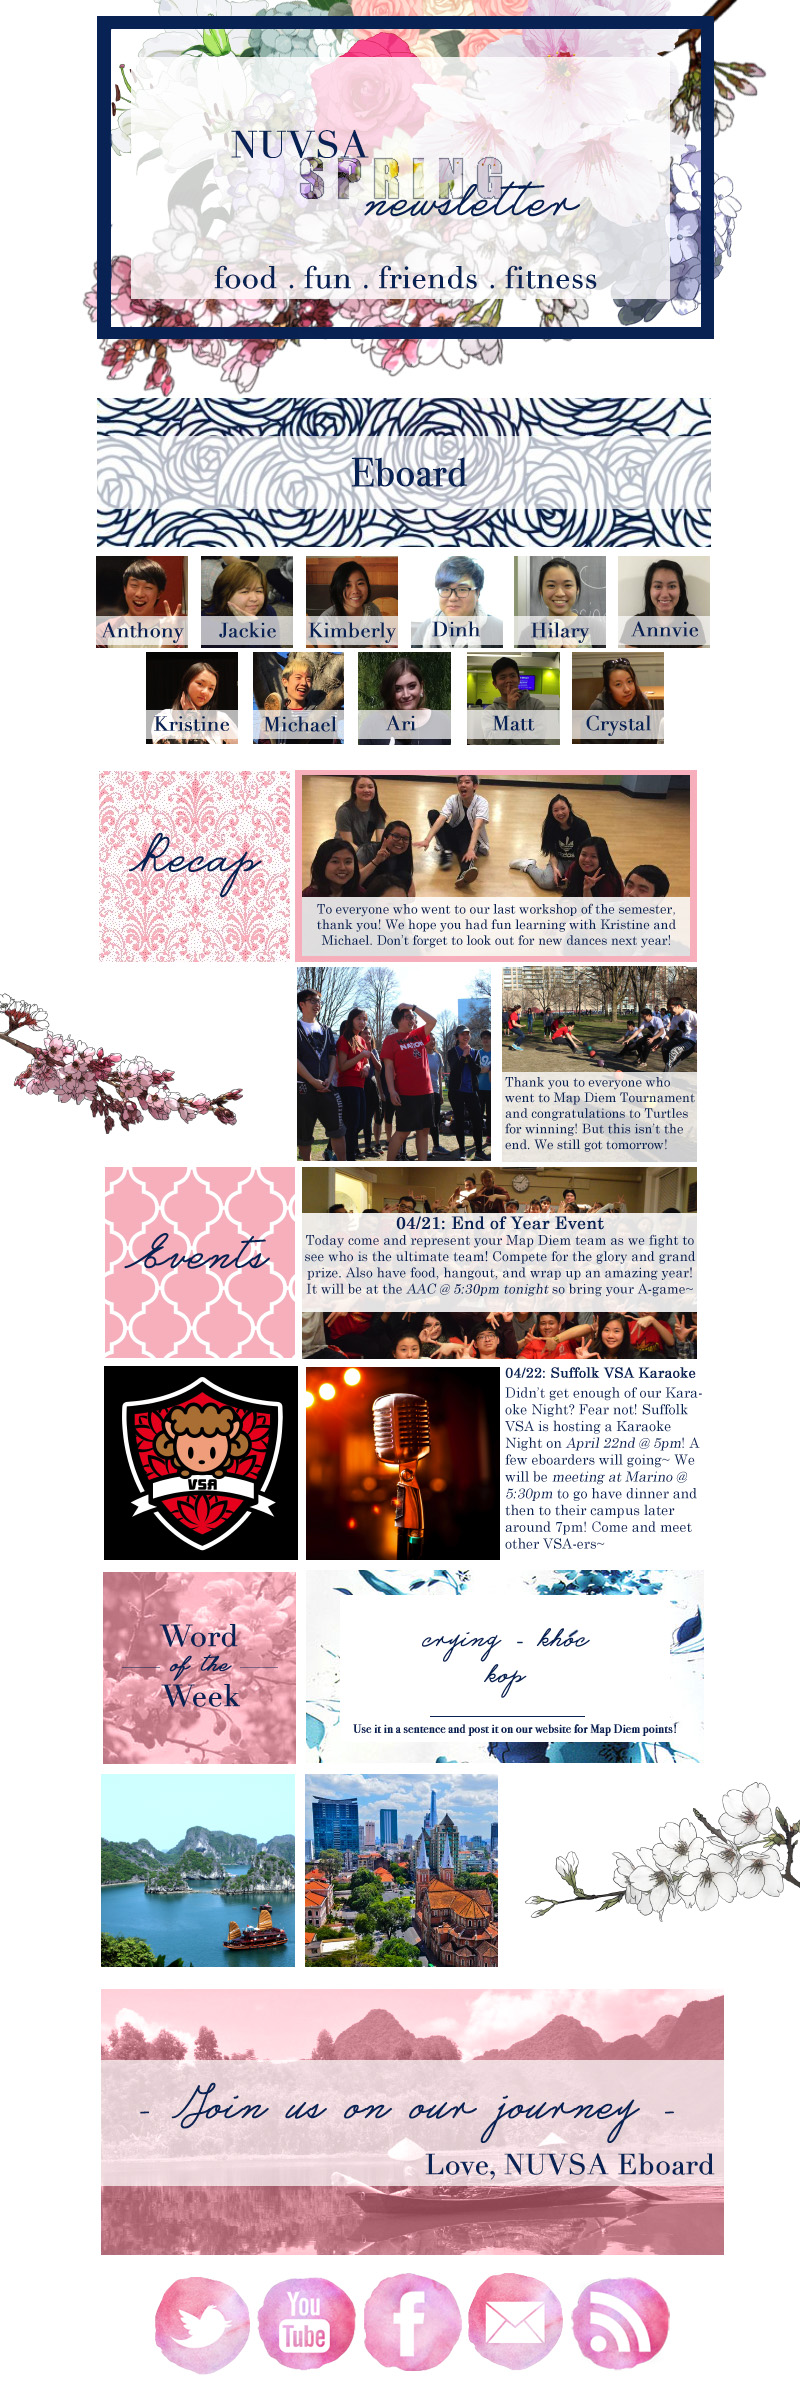 NUVSA
SPRING
newsletter
food . fun . friends . fitness
Eboard
Anthony
Jackie
Kimberly
Dinh
Hilary
Annvie
Kristine
Michael
Ari
Matt
Crystal
Recap
To everyone who went to our last workshop of the semester,
thank you! We hope you had fun learning with Kristine and
Michael. Don't forget to look out for new dances next year!
Thank you to everyone who
went to Map Diem Tournament
and congratulations to Turtles
for winning! But this isn't the
end. We still got tomorrow!
Events
04/21: End of Year Event
Today come and represent your Map Diem team as we fight to
see who is the ultimate team! Compete for the glory and grand
prize. Also have food, hangout, and wrap up an amazing year!
It will be at the AAC @ 5:30pm tonight so bring your A-game~
VSA
04/22: Suffolk VSA Karaoke
Didn't get enough of our Kara-
oke Night? Fear not! Suffolk
VSA is hosting a Karaoke
Night on April 22nd @ 5pm! A
few eboarders will going~ We
will be meeting at Marino @
5:30pm to go have dinner and
then to their campus later
around 7pm! Come and meet
other VSA-ers~
Word
of the
Week
crying - khóc
kop
Use it in a sentence and post it on our website for Map Diem points!
- Join us on our journey -
Love, NUVSA Eboard
You
Tube